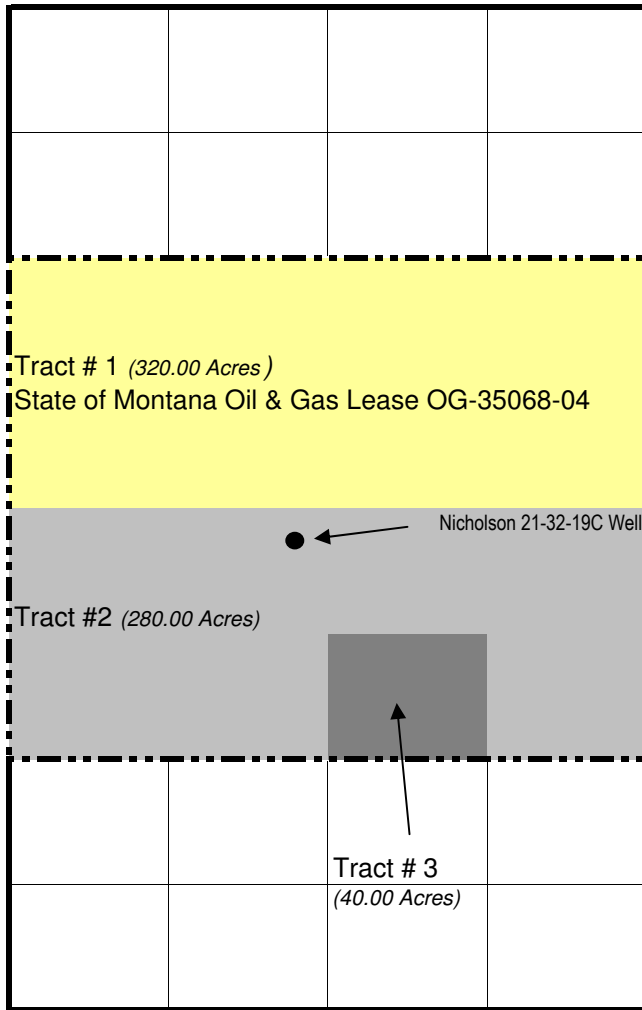 Tract # 1 (320.00 Acres)
State of Montana Oil & Gas Lease OG-35068-04
Nicholson 21-32-19C Well
Tract #2 (280.00 Acres)
Tract # 3
(40.00 Acres)